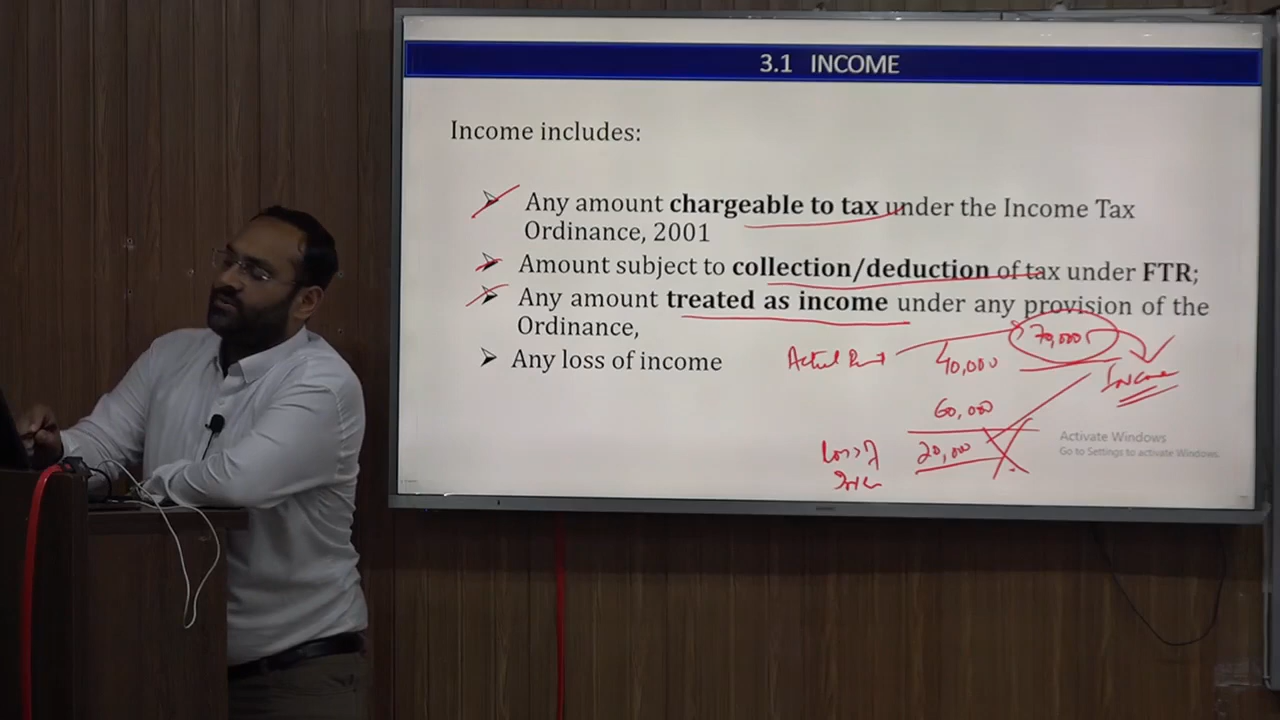 3.1 INCOME
Income includes:
➢ Any amount chargeable to tax under the Income Tax
Ordinance, 2001
➢ Amount subject to collection/deduction of tax under FTR;
➢ Any amount treated as income under any provision of the
Ordinance,
➢ Any loss of income
Actual Rent 40,000 70,000
Income
60,000
Loss of 20,000
Activate Windows
Go to Settings to activate Windows.